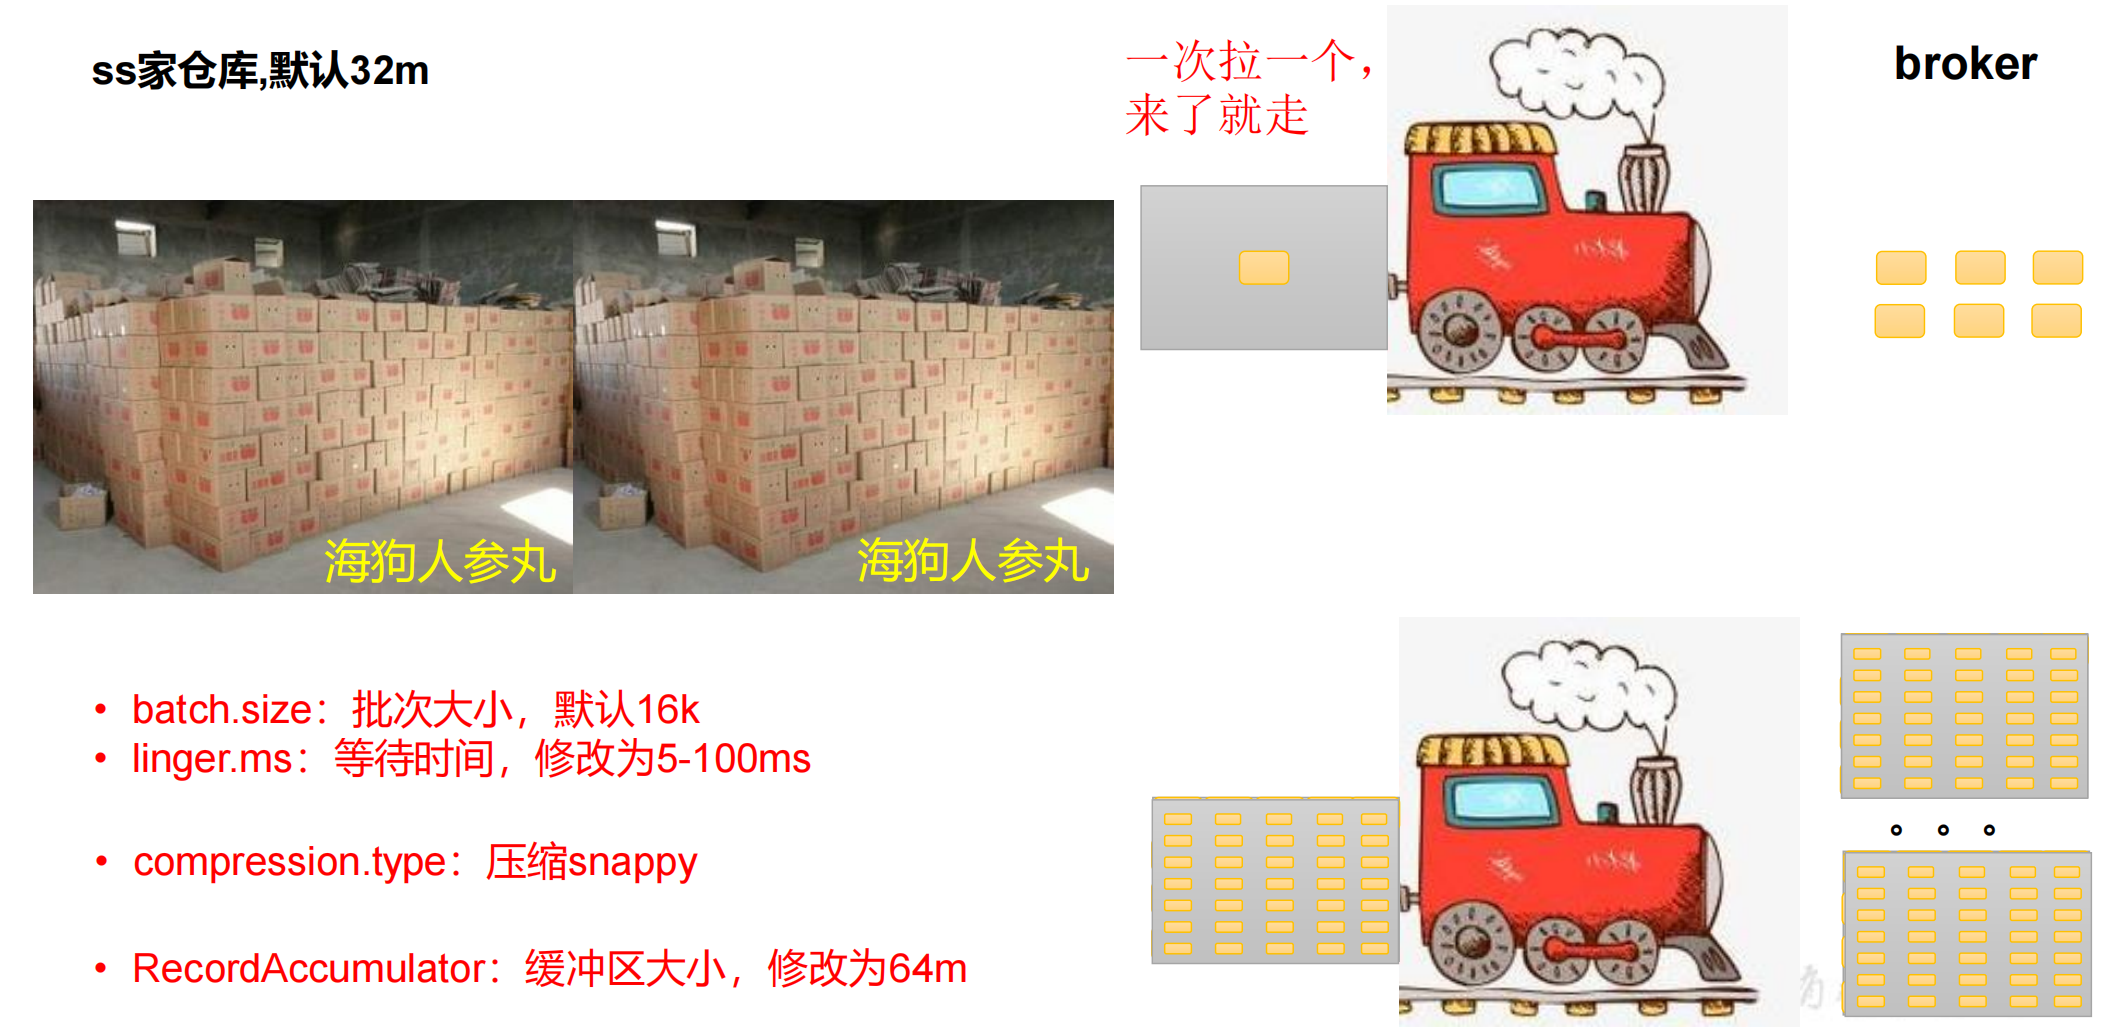 ss家仓库,默认32m
一次拉一个，
来了就走
broker
海狗人参丸
海狗人参丸
• batch.size：批次大小，默认16k
• linger.ms：等待时间，修改为5-100ms
• compression.type：压缩snappy
• RecordAccumulator：缓冲区大小，修改为64m